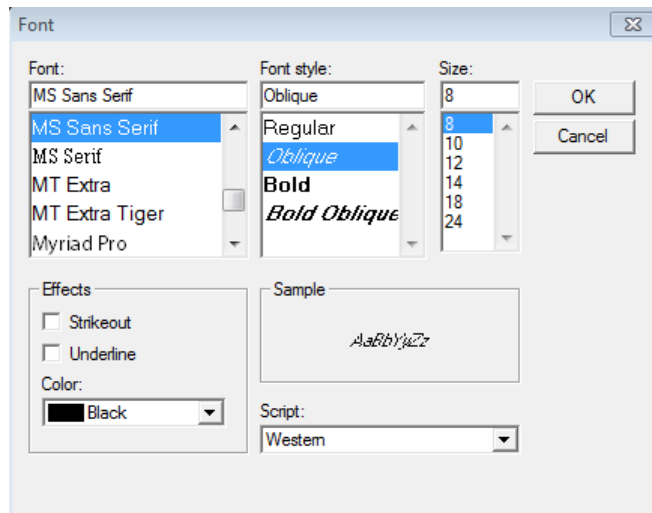 Font
Font:
MS Sans Serif
MS Sans Serif
MS Serif
MT Extra
MT Extra Tiger
Myriad Pro
Font style:
Oblique
Regular
Oblique
Bold
Bold Oblique
Size:
8
8
10
12
14
18
24
OK
Cancel
Effects
Strikeout
Underline
Color:
Black
Sample
AaBbYyZz
Script:
Western